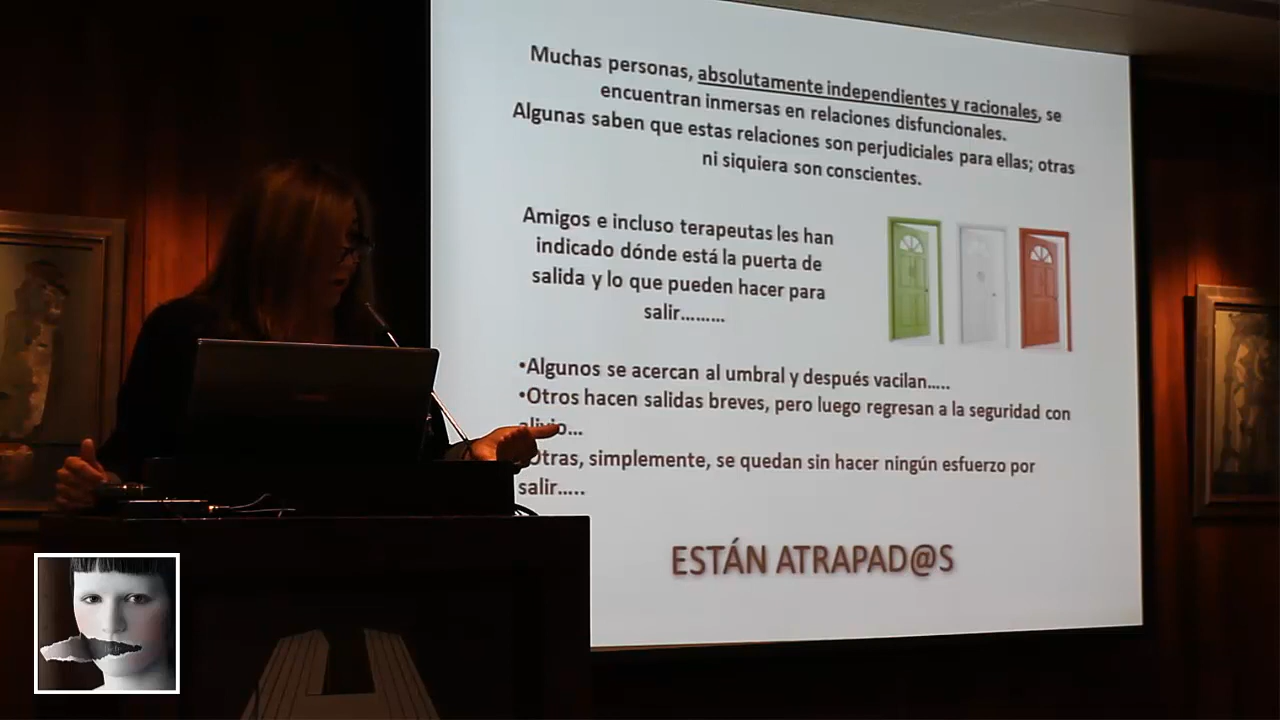 Muchas personas, absolutamente independientes y racionales, se
encuentran inmersas en relaciones disfuncionales.
Algunas saben que estas relaciones son perjudiciales para ellas; otras
ni siquiera son conscientes.
Amigos e incluso terapeutas les han
indicado dónde está la puerta de
salida y lo que pueden hacer para
salir.........
•Algunos se acercan al umbral y después vacilan.....
•Otros hacen salidas breves, pero luego regresan a la seguridad con
alivio...
Otras, simplemente, se quedan sin hacer ningún esfuerzo por
salir.....
ESTÁN ATRAPAD@S